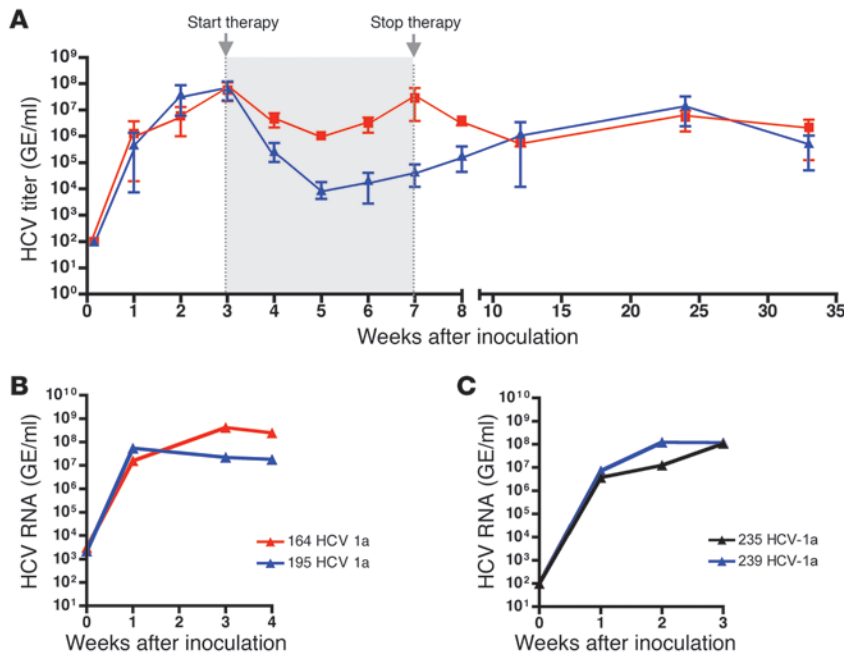 A
Start therapy
Stop therapy
HCV titer (GE/ml)
10⁹
10⁸
10⁷
10⁶
10⁵
10⁴
10³
10²
10¹
10⁰
0 1 2 3 4 5 6 7 8 10 15 20 25 30 35
Weeks after inoculation
B
HCV RNA (GE/ml)
10¹⁰
10⁹
10⁸
10⁷
10⁶
10⁵
10⁴
10³
10²
10¹
164 HCV 1a
195 HCV 1a
0 1 2 3 4
Weeks after inoculation
C
HCV RNA (GE/ml)
10¹⁰
10⁹
10⁸
10⁷
10⁶
10⁵
10⁴
10³
10²
10¹
235 HCV-1a
239 HCV-1a
0 1 2 3
Weeks after inoculation